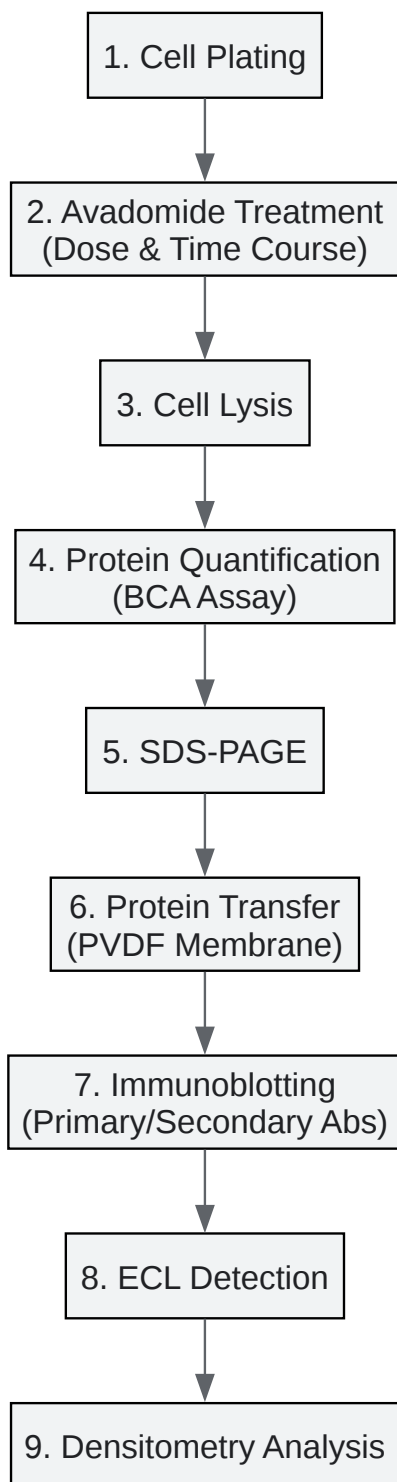 1. Cell Plating
2. Avadomide Treatment
(Dose & Time Course)
3. Cell Lysis
4. Protein Quantification
(BCA Assay)
5. SDS-PAGE
6. Protein Transfer
(PVDF Membrane)
7. Immunoblotting
(Primary/Secondary Abs)
8. ECL Detection
9. Densitometry Analysis